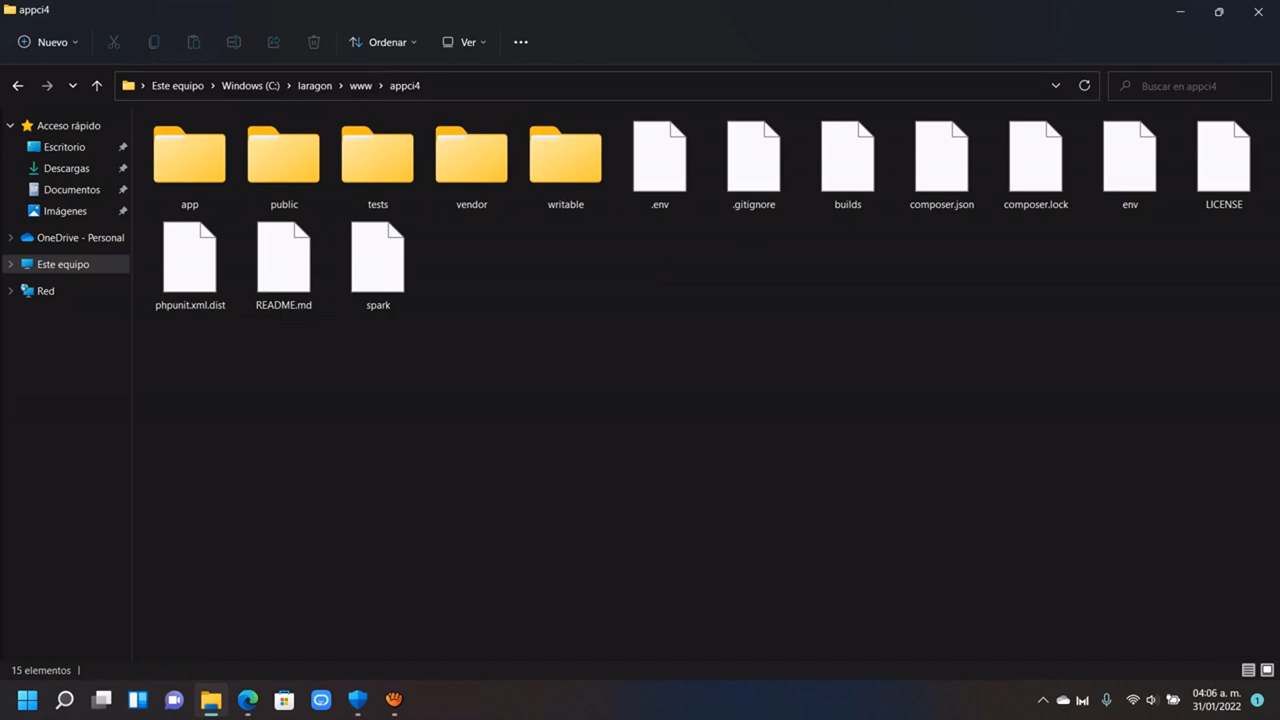 appci4
Nuevo
Ordenar
Ver
Este equipo
Windows (C:)
laragon
www
appci4
Buscar en appci4
Acceso rápido
Escritorio
Descargas
Documentos
Imágenes
OneDrive - Personal
Este equipo
Red
app
public
tests
vendor
writable
.env
.gitignore
builds
composer.json
composer.lock
env
LICENSE
phpunit.xml.dist
README.md
spark
15 elementos
04:06 a. m.
31/01/2022
1